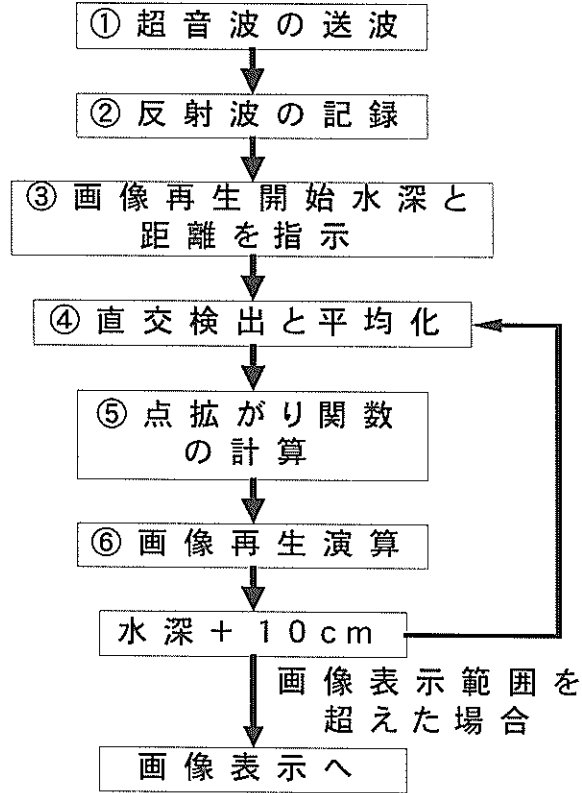 ①超音波の送波
②反射波の記録
③画像再生開始水深と
距離を指示
④直交検出と平均化
⑤点拡がり関数
の計算
⑥画像再生演算
水深+10cm
画像表示範囲を
超えた場合
画像表示へ